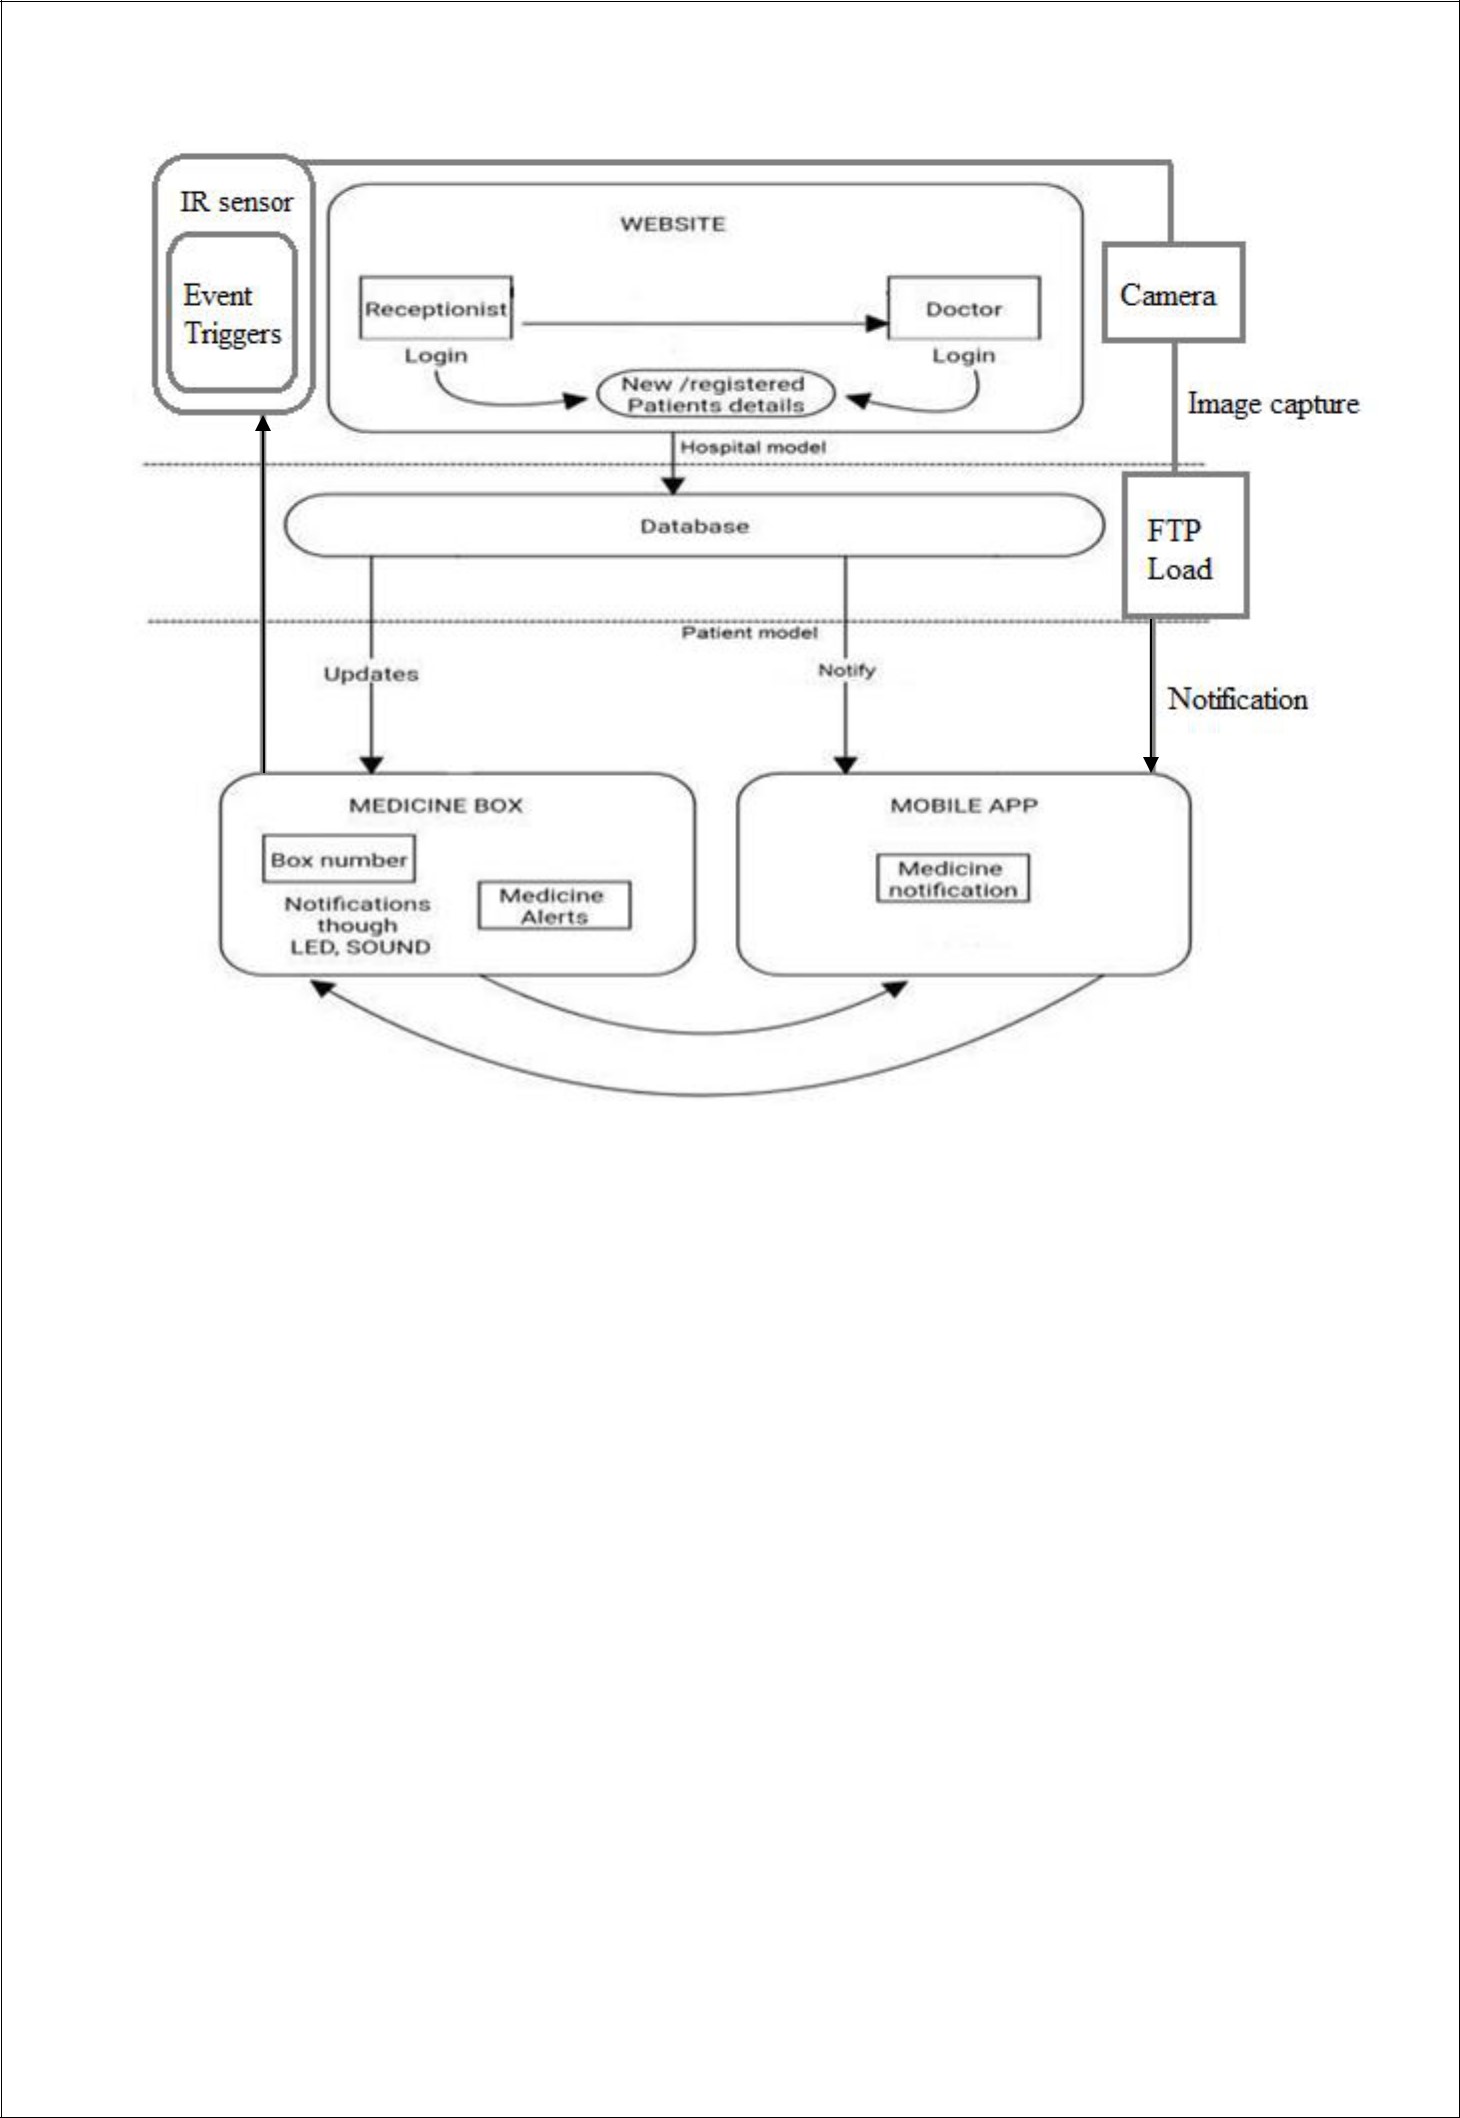 IR sensor
Event
Triggers
WEBSITE
Receptionist
Doctor
Login
Login
New /registered
Patients details
Camera
Image capture
Hospital model
Database
FTP
Load
Patient model
Updates
Notify
Notification
MEDICINE BOX
Box number
Notifications
though
LED, SOUND
Medicine
Alerts
MOBILE APP
Medicine
notification